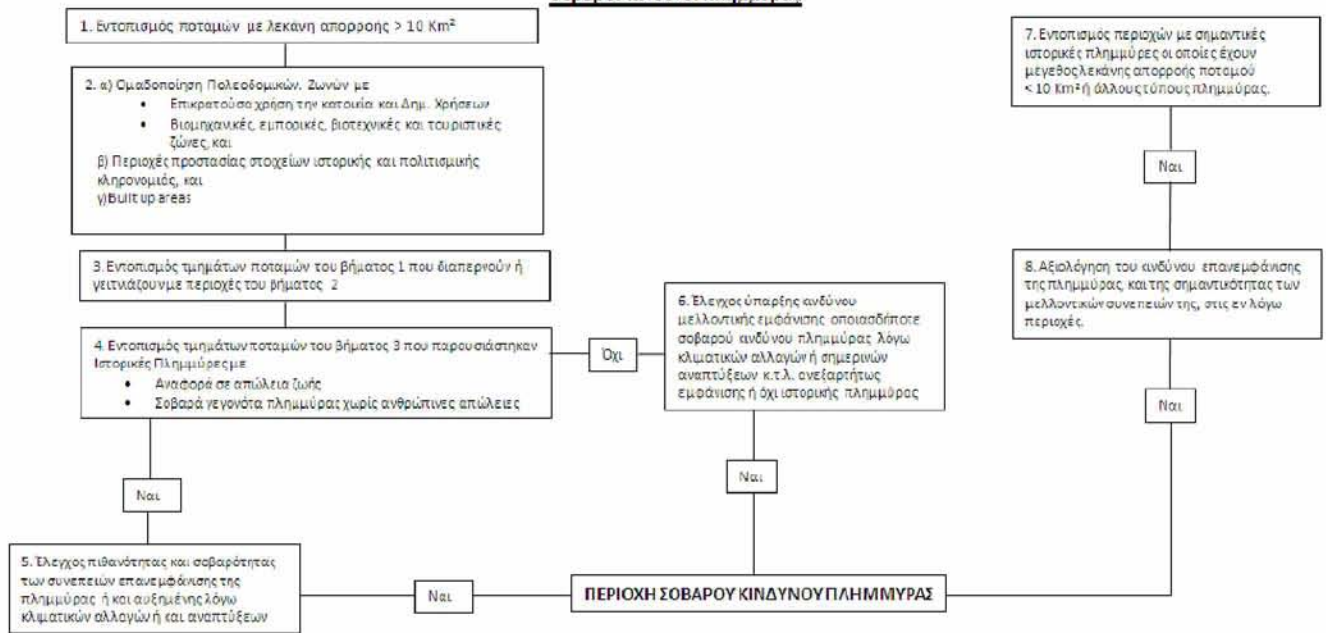 1. Εντοπισμός ποταμών με λεκάνη απορροής > 10 Km²
2. α) Ομαδοποίηση Πολεοδομικών. Ζωνών με
• Επικρατούσα χρήση την κατοικία και Δημ. Χρήσεων
• Βιομηχανικές, εμπορικές, βιοτεχνικές και τουριστικές
ζώνες, και
β) Περιοχές προστασίας στοιχείων ιστορικής και πολιτισμικής
κληρονομιάς, και
γ)Built up areas
3. Εντοπισμός τμημάτων ποταμών του βήματος 1 που διαπερνούν ή
γειτνιάζουν με περιοχές του βήματος 2
4. Εντοπισμός τμημάτων ποταμών του βήματος 3 που παρουσιάστηκαν
Ιστορικές Πλημμύρες με
• Αναφορά σε απώλεια ζωής
• Σοβαρά γεγονότα πλημμύρας χωρίς ανθρώπινες απώλειες
Όχι
6. Έλεγχος ύπαρξης κινδύνου
μελλοντικής εμφάνισης οποιασδήποτε
σοβαρού κινδύνου πλημμύρας λόγω
κλιματικών αλλαγών ή σημερινών
αναπτύξεων κ.τ.λ. ανεξαρτήτως
εμφάνισης ή όχι ιστορικής πλημμύρας
Ναι
Ναι
5. Έλεγχος πιθανότητας και σοβαρότητας
των συνεπειών επανεμφάνισης της
πλημμύρας ή και αυξημένης λόγω
κλιματικών αλλαγών ή και αναπτύξεων
Ναι
ΠΕΡΙΟΧΗ ΣΟΒΑΡΟΥ ΚΙΝΔΥΝΟΥ ΠΛΗΜΜΥΡΑΣ
7. Εντοπισμός περιοχών με σημαντικές
ιστορικές πλημμύρες οι οποίες έχουν
μέγεθος λεκάνης απορροής ποταμού
< 10 Km² ή άλλους τύπους πλημμύρας.
Ναι
8. Αξιολόγηση του κινδύνου επανεμφάνισης
της πλημμύρας, και της σημαντικότητας των
μελλοντικών συνεπειών της, στις εν λόγω
περιοχές.
Ναι